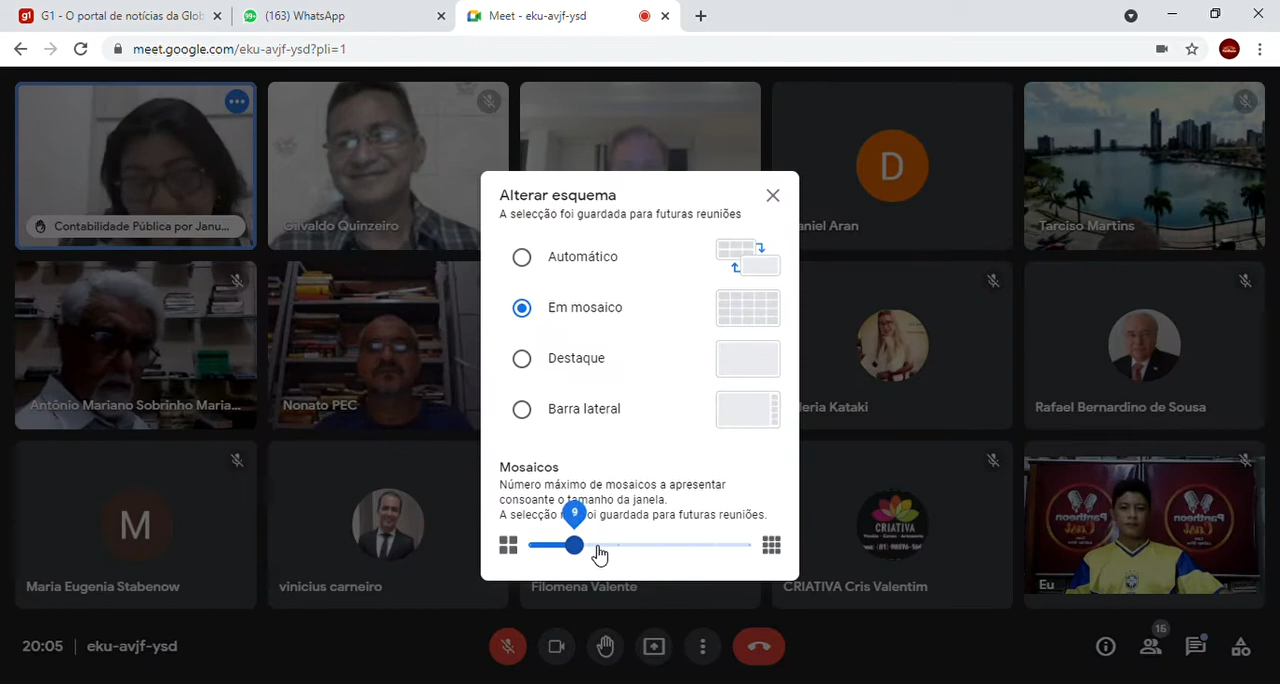 G1 - O portal de notícias da Glob
(163) WhatsApp
Meet - eku-avjf-ysd
meet.google.com/eku-avjf-ysd?pli=1
Contabilidade Pública por Janu...
Gilvaldo Quinzeiro
D
aniel Aran
Tarciso Martins
Antônio Mariano Sobrinho Maria...
Nonato PEC
leria Kataki
Rafael Bernardino de Sousa
M
Maria Eugenia Stabenow
vinicius carneiro
Filomena Valente
CRIATIVA
CRIATIVA Cris Valentim
Pantheon
Pantheon
Eu
Alterar esquema
A selecção foi guardada para futuras reuniões
Automático
Em mosaico
Destaque
Barra lateral
Mosaicos
Número máximo de mosaicos a apresentar
consoante o tamanho da janela.
A selecção oi guardada para futuras reuniões.
9
20:05
eku-avjf-ysd
15